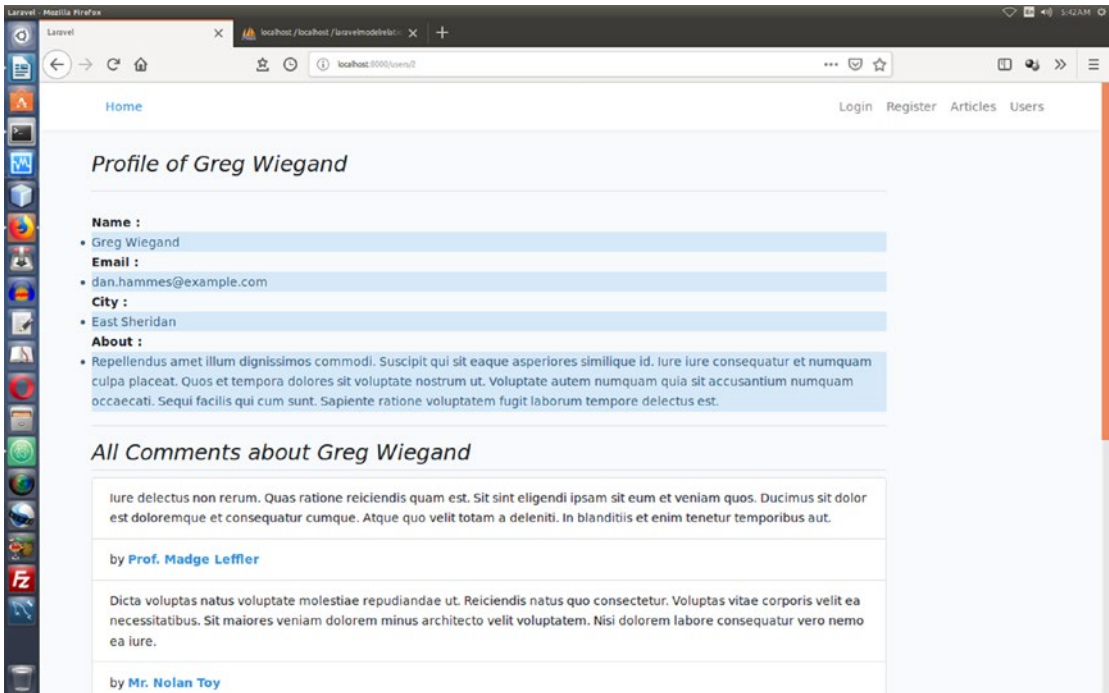 Laravel - Mozilla Firefox
En
5:42AM
Laravel
localhost / localhost / laravelmodelrelatio
localhost:8000/users/2
Home
Login Register Articles Users
Profile of Greg Wiegand
Name :
• Greg Wiegand
Email :
• dan.hammes@example.com
City :
• East Sheridan
About :
• Repellendus amet illum dignissimos commodi. Suscipit qui sit eaque asperiores similique id. Iure iure consequatur et numquam
culpa placeat. Quos et tempora dolores sit voluptate nostrum ut. Voluptate autem numquam quia sit accusantium numquam
occaecati. Sequi facilis qui cum sunt. Sapiente ratione voluptatem fugit laborum tempore delectus est.
All Comments about Greg Wiegand
Iure delectus non rerum. Quas ratione reiciendis quam est. Sit sint eligendi ipsam sit eum et veniam quos. Ducimus sit dolor
est doloremque et consequatur cumque. Atque quo velit totam a deleniti. In blanditiis et enim tenetur temporibus aut.
by Prof. Madge Leffler
Dicta voluptas natus voluptate molestiae repudiandae ut. Reiciendis natus quo consectetur. Voluptas vitae corporis velit ea
necessitatibus. Sit maiores veniam dolorem minus architecto velit voluptatem. Nisi dolorem labore consequatur vero nemo
ea iure.
by Mr. Nolan Toy